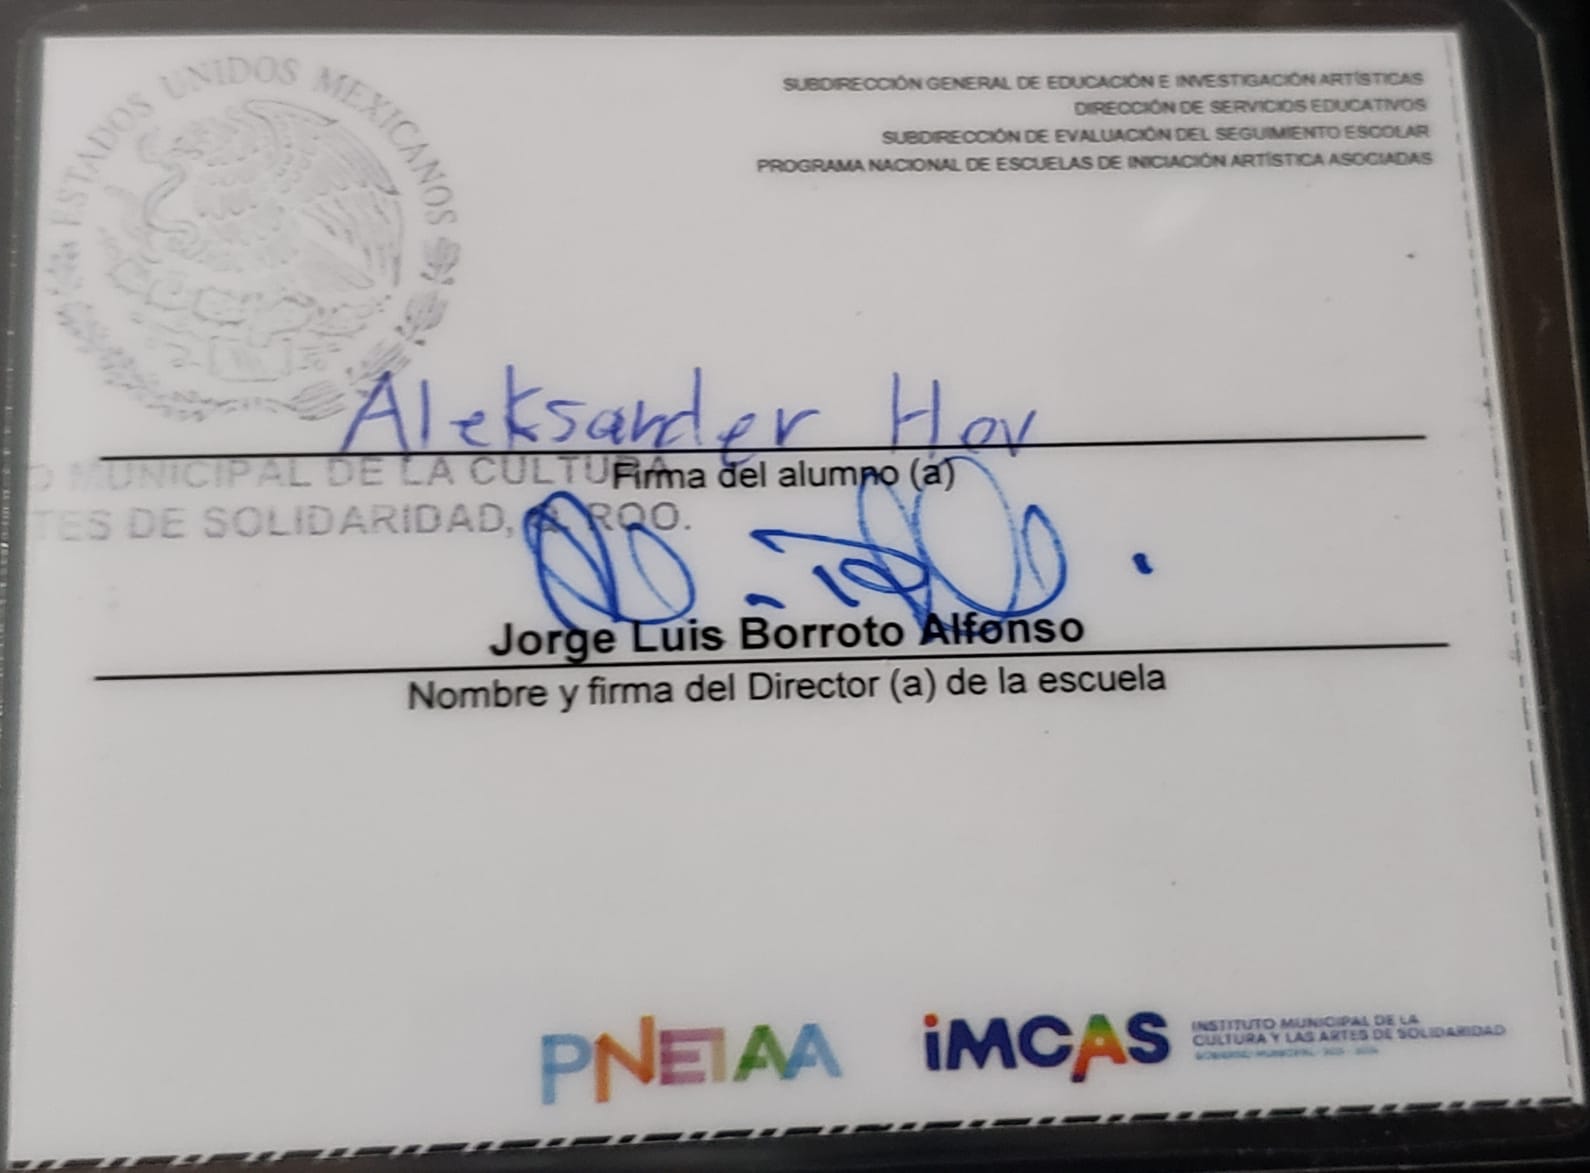 ESTADOS UNIDOS MEXICANOS
SUBDIRECCIÓN GENERAL DE EDUCACIÓN E INVESTIGACIÓN ARTÍSTICAS
DIRECCIÓN DE SERVICIOS EDUCATIVOS
SUBDIRECCIÓN DE EVALUACIÓN DEL SEGUIMIENTO ESCOLAR
PROGRAMA NACIONAL DE ESCUELAS DE INICIACIÓN ARTÍSTICA ASOCIADAS
Aleksander Hov
O MUNICIPAL DE LA CULTURA
Firma del alumno (a)
TES DE SOLIDARIDAD, Q. ROO.
Jorge Luis Borroto Alfonso
Nombre y firma del Director (a) de la escuela
PNEIAA
iMCAS
INSTITUTO MUNICIPAL DE LA
CULTURA Y LAS ARTES DE SOLIDARIDAD